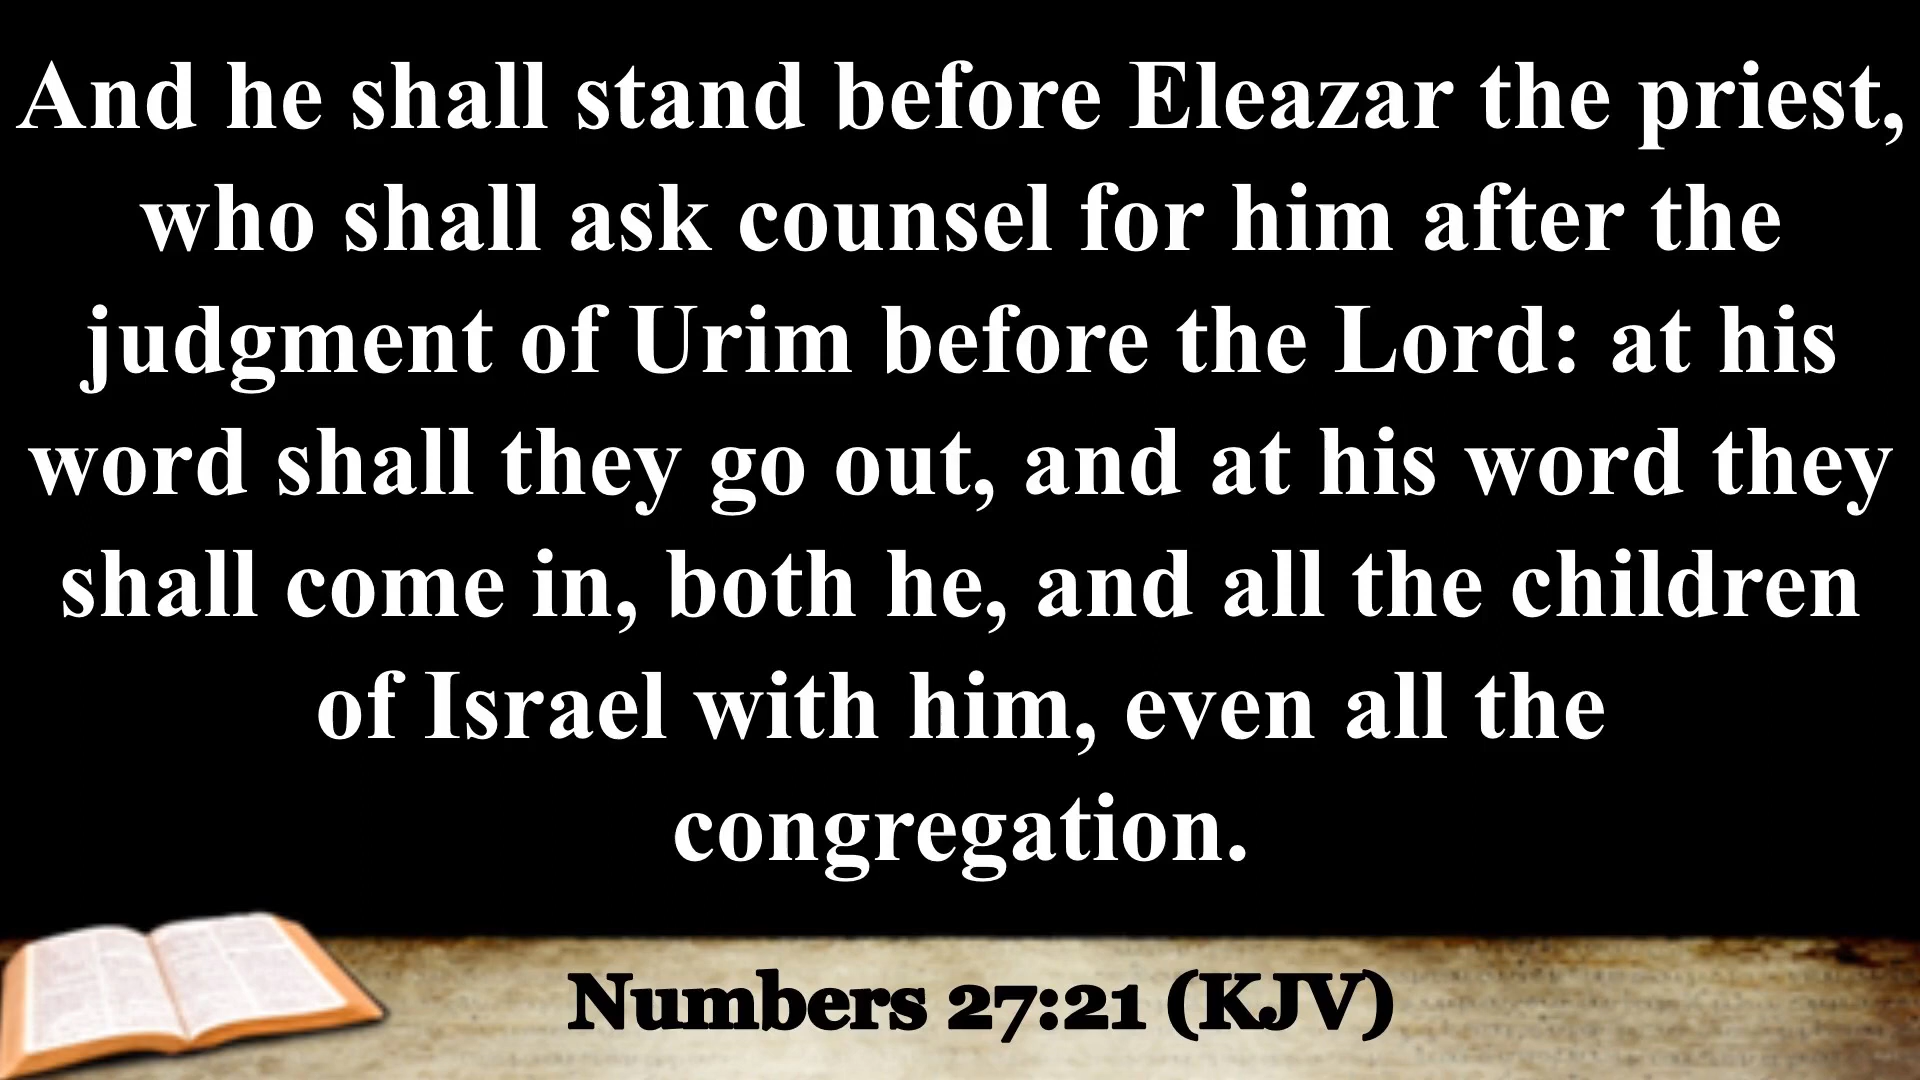 And he shall stand before Eleazar the priest,
who shall ask counsel for him after the
judgment of Urim before the Lord: at his
word shall they go out, and at his word they
shall come in, both he, and all the children
of Israel with him, even all the
congregation.
Numbers 27:21 (KJV)